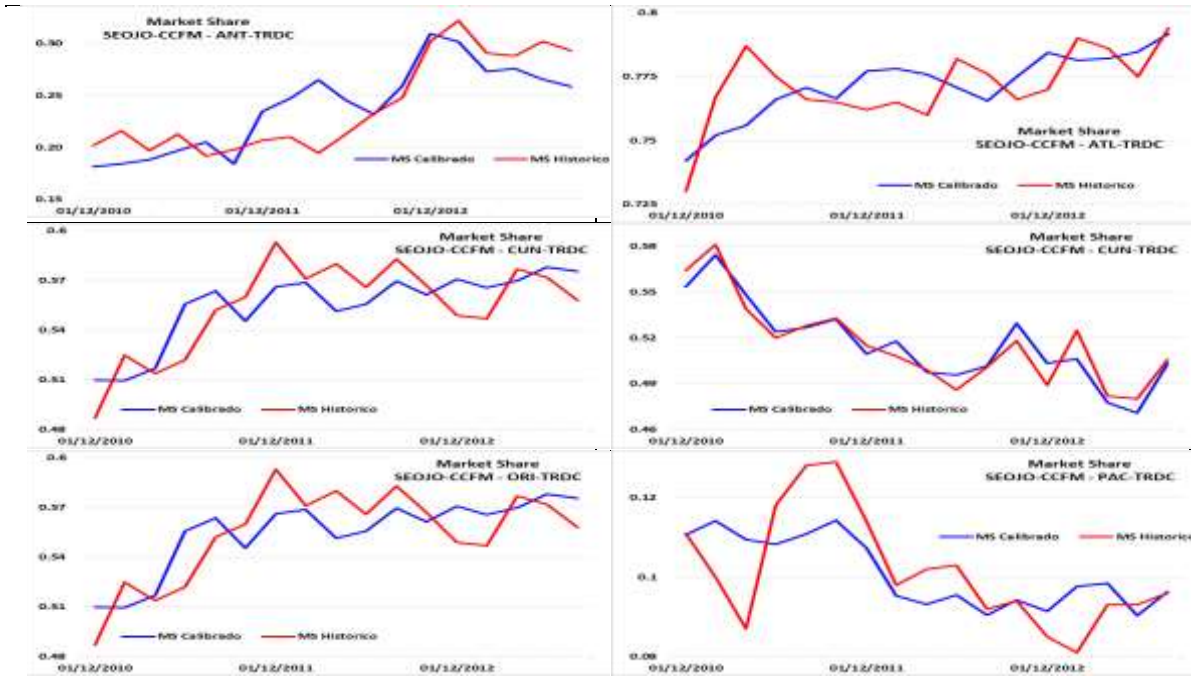 Market Share
SEOJO-CCFM - ANT-TRDC
0.30
0.25
0.20
0.15
MS Calibrado
MS Historico
01/12/2010
01/12/2011
01/12/2012
0.8
0.775
0.75
0.725
Market Share
SEOJO-CCFM - ATL-TRDC
MS Calibrado
MS Historico
01/12/2010
01/12/2011
01/12/2012
Market Share
SEOJO-CCFM - CUN-TRDC
0.6
0.57
0.54
0.51
0.48
MS Calibrado
MS Historico
01/12/2010
01/12/2011
01/12/2012
Market Share
SEOJO-CCFM - CUN-TRDC
0.58
0.55
0.52
0.49
0.46
MS Calibrado
MS Historico
01/12/2010
01/12/2011
01/12/2012
Market Share
SEOJO-CCFM - ORI-TRDC
0.6
0.57
0.54
0.51
0.48
MS Calibrado
MS Historico
01/12/2010
01/12/2011
01/12/2012
Market Share
SEOJO-CCFM - PAC-TRDC
0.12
0.1
0.08
MS Calibrado
MS Historico
01/12/2010
01/12/2011
01/12/2012